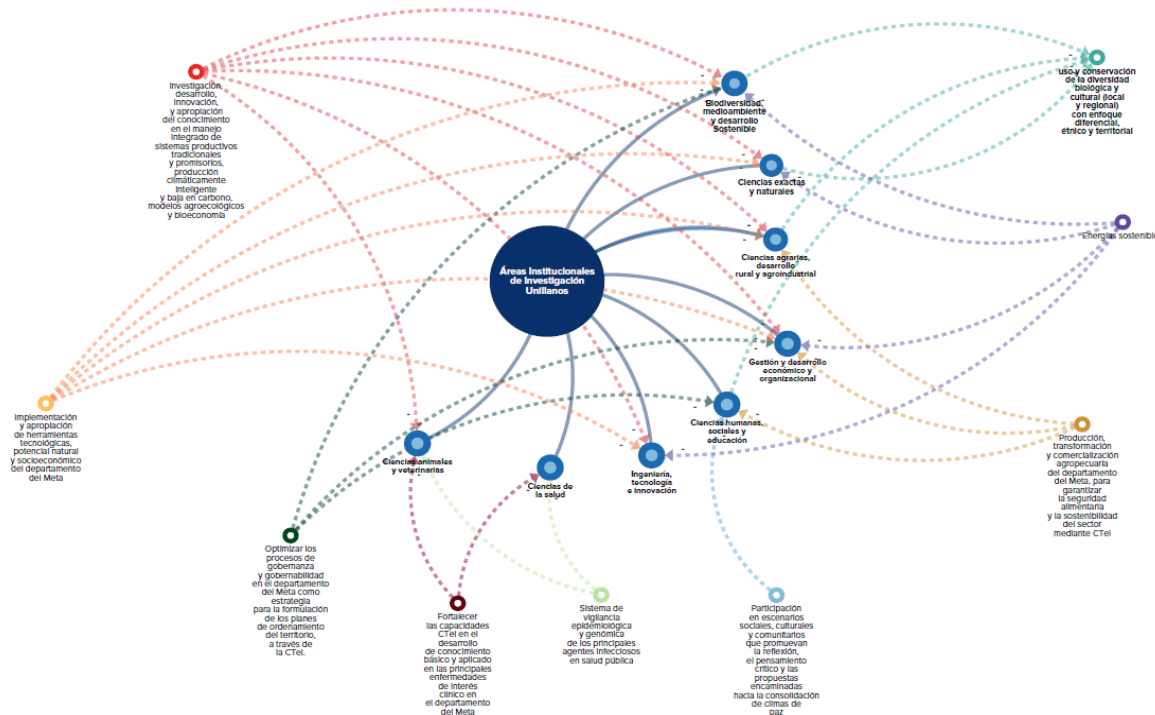 Investigación,
desarrollo,
innovación,
y apropiación
del conocimiento
en el manejo
integrado de
sistemas productivos
tradicionales
y promisorios,
producción
climáticamente
inteligente
y baja en carbono,
modelos agroecológicos
y bioeconomía
Biodiversidad,
medioambiente
y desarrollo
Sostenible
uso y conservación
de la diversidad
biológica y
cultural (local
y regional)
con enfoque
diferencial,
étnico y territorial
Ciencias exactas
y naturales
Energías sostenible
Ciencias agrarias,
desarrollo
rural y agroindustrial
Áreas Institucionales
de Investigación
Unillanos
Gestión y desarrollo
económico y
organizacional
Implementación
y apropiación
de herramientas
tecnológicas,
potencial natural
y socioeconómico
del departamento
del Meta
Ciencias humanas,
sociales y
educación
Producción,
transformación
y comercialización
agropecuaria
del departamento
del Meta, para
garantizar
la seguridad
alimentaria
y la sostenibilidad
del sector
mediante CTeI
Ciencias animales
y veterinarias
Ciencias de
la salud
Ingeniería,
tecnología
e innovación
Optimizar los
procesos de
gobernanza
y gobernabilidad
en el departamento
del Meta como
estrategia
para la formulación
de los planes
de ordenamiento
del territorio,
a través de
la CTeI.
Fortalecer
las capacidades
CTeI en el
desarrollo
de conocimiento
básico y aplicado
en las principales
enfermedades
de interés
clínico en
el departamento
del Meta
Sistema de
vigilancia
epidemiológica
y genómica
de los principales
agentes infecciosos
en salud pública
Participación
en escenarios
sociales, culturales
y comunitarios
que promuevan
la reflexión,
el pensamiento
crítico y las
propuestas
encaminadas
hacia la consolidación
de climas de
paz